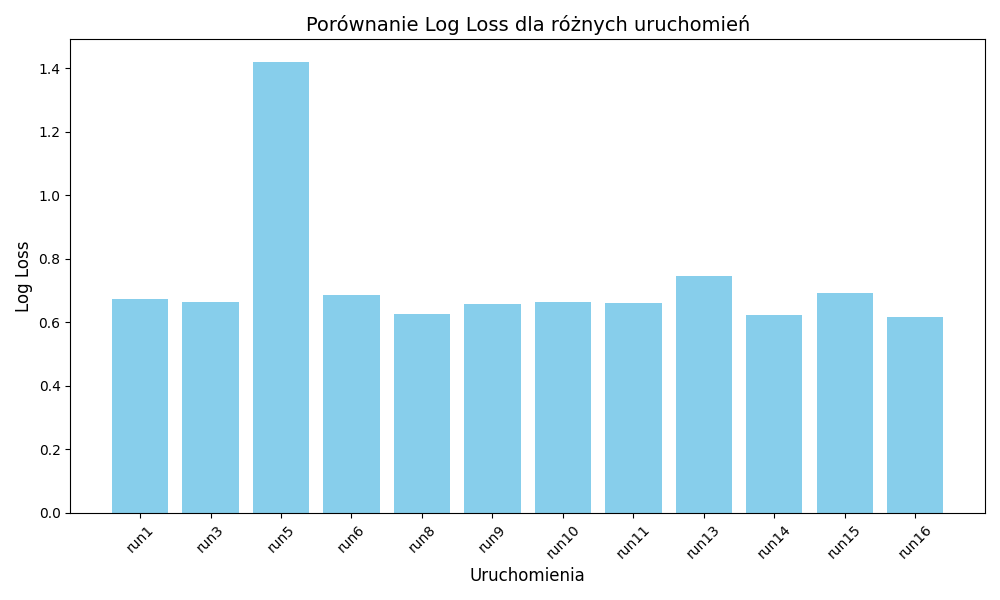 Porównanie Log Loss dla różnych uruchomień
Log Loss
1.4
1.2
1.0
0.8
0.6
0.4
0.2
0.0
run1
run3
run5
run6
run8
run9
run10
run11
run13
run14
run15
run16
Uruchomienia